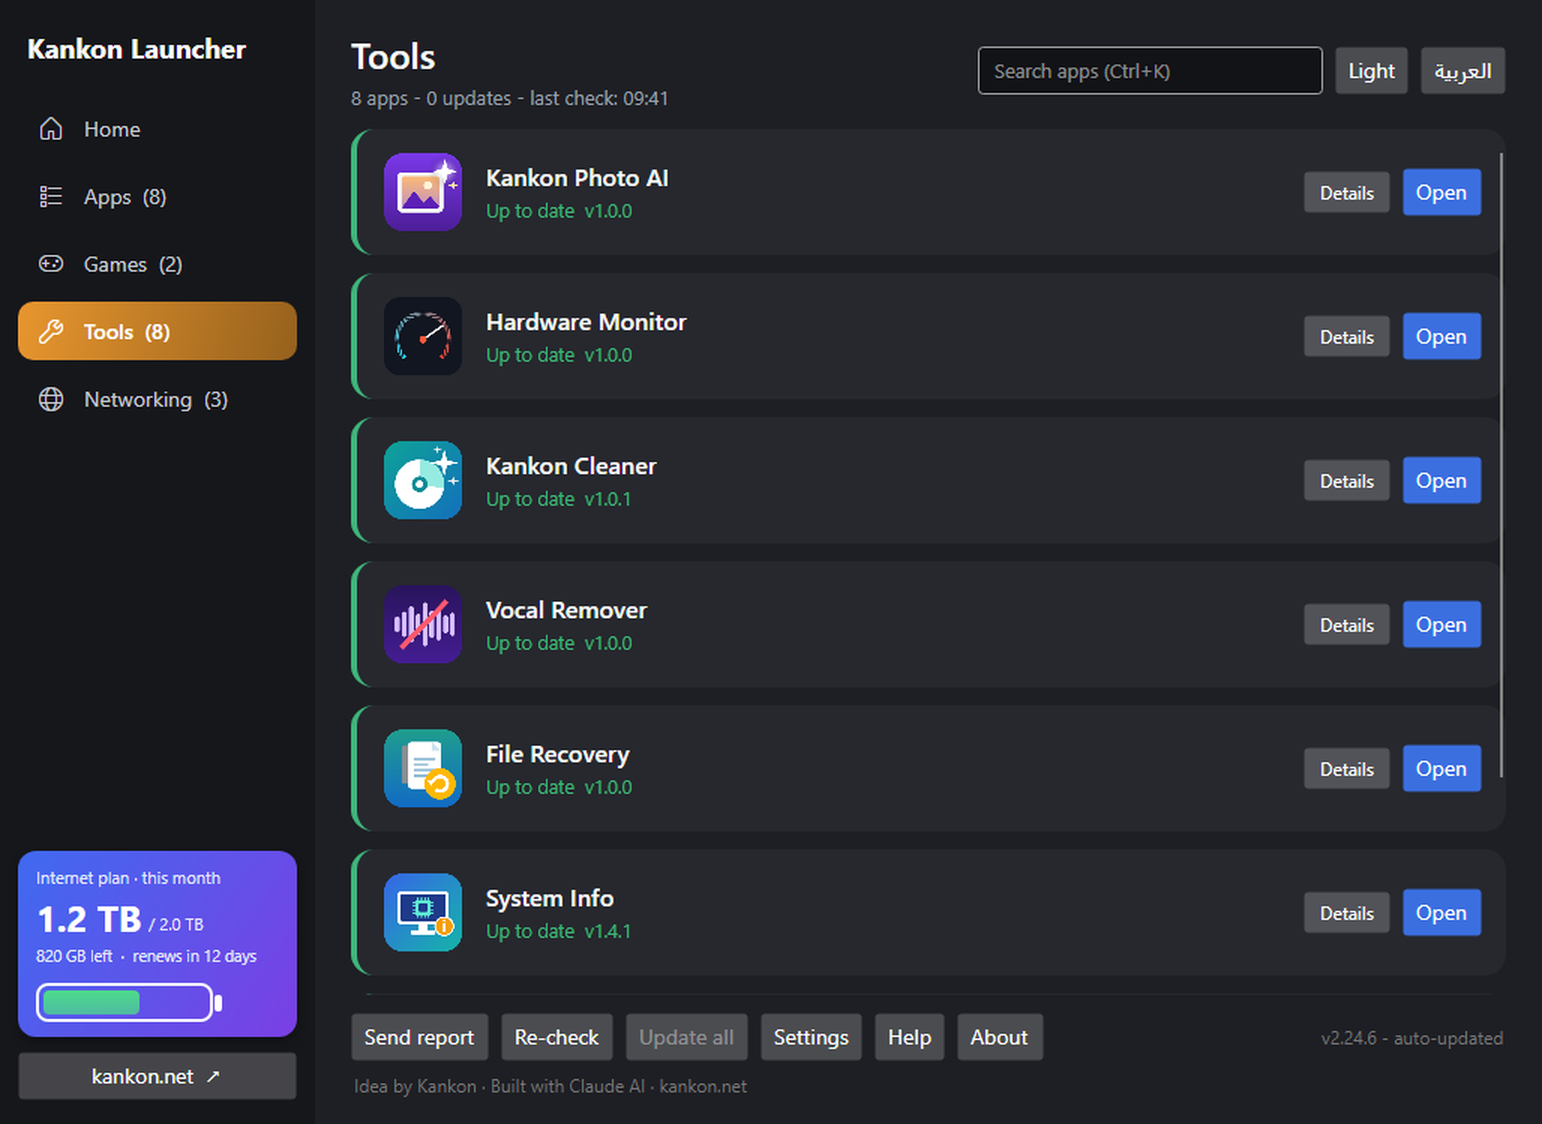 Kankon Launcher
Home
Apps (8)
Games (2)
Tools (8)
Networking (3)
Internet plan · this month
1.2 TB / 2.0 TB
820 GB left · renews in 12 days
kankon.net ↗
Tools
8 apps - 0 updates - last check: 09:41
Search apps (Ctrl+K)
Light
العربية
Kankon Photo AI
Up to date v1.0.0
Details
Open
Hardware Monitor
Up to date v1.0.0
Details
Open
Kankon Cleaner
Up to date v1.0.1
Details
Open
Vocal Remover
Up to date v1.0.0
Details
Open
File Recovery
Up to date v1.0.0
Details
Open
System Info
Up to date v1.4.1
Details
Open
Send report
Re-check
Update all
Settings
Help
About
v2.24.6 - auto-updated
Idea by Kankon · Built with Claude AI · kankon.net